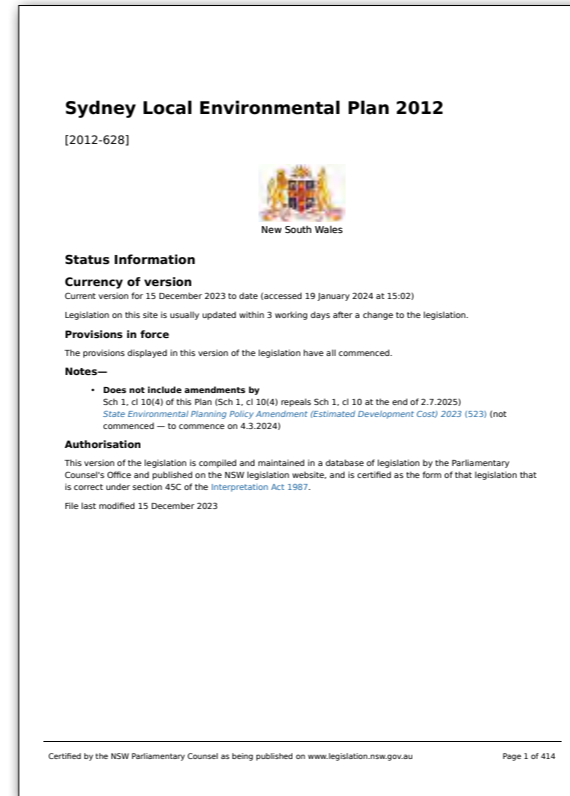 Sydney Local Environmental Plan 2012
[2012-628]
New South Wales
Status Information
Currency of version
Current version for 15 December 2023 to date (accessed 19 January 2024 at 15:02)
Legislation on this site is usually updated within 3 working days after a change to the legislation.
Provisions in force
The provisions displayed in this version of the legislation have all commenced.
Notes—
• Does not include amendments by
Sch 1, cl 10(4) of this Plan (Sch 1, cl 10(4) repeals Sch 1, cl 10 at the end of 2.7.2025)
State Environmental Planning Policy Amendment (Estimated Development Cost) 2023 (523) (not
commenced — to commence on 4.3.2024)
Authorisation
This version of the legislation is compiled and maintained in a database of legislation by the Parliamentary
Counsel's Office and published on the NSW legislation website, and is certified as the form of that legislation that
is correct under section 45C of the Interpretation Act 1987.
File last modified 15 December 2023
Certified by the NSW Parliamentary Counsel as being published on www.legislation.nsw.gov.au Page 1 of 414